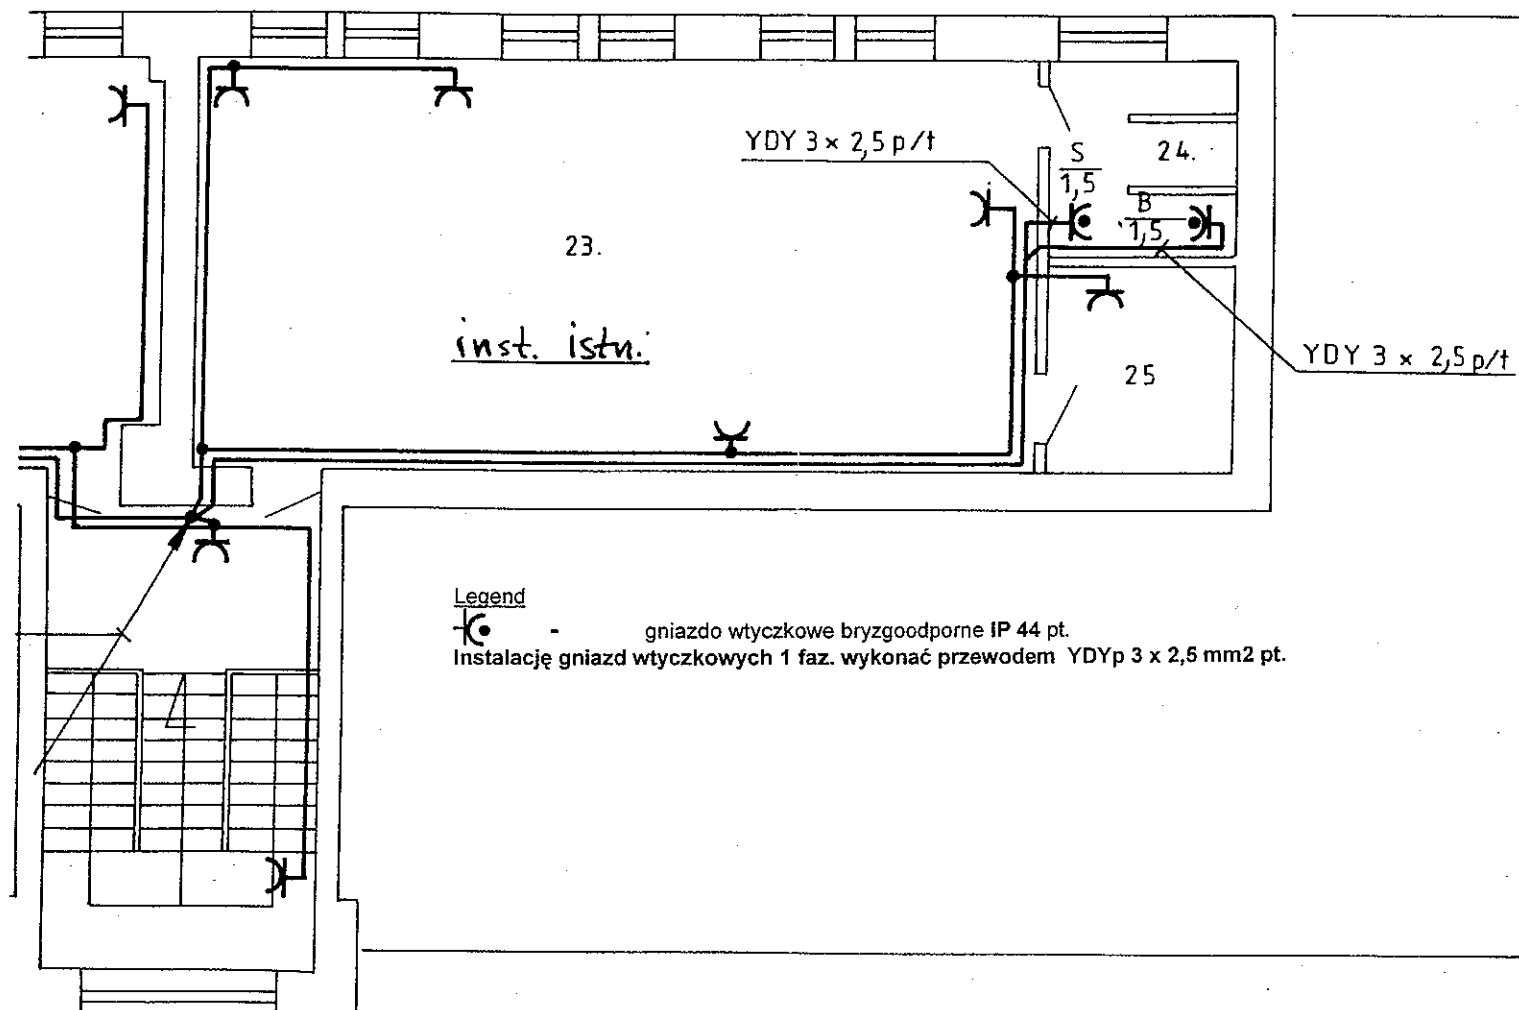 YDY 3 × 2,5 p/t
S
1,5
24.
B
1,5
23.
inst. istn.
25
YDY 3 × 2,5 p/t
Legend
- gniazdo wtyczkowe bryzgoodporne IP 44 pt.
Instalację gniazd wtyczkowych 1 faz. wykonać przewodem YDYp 3 x 2,5 mm2 pt.